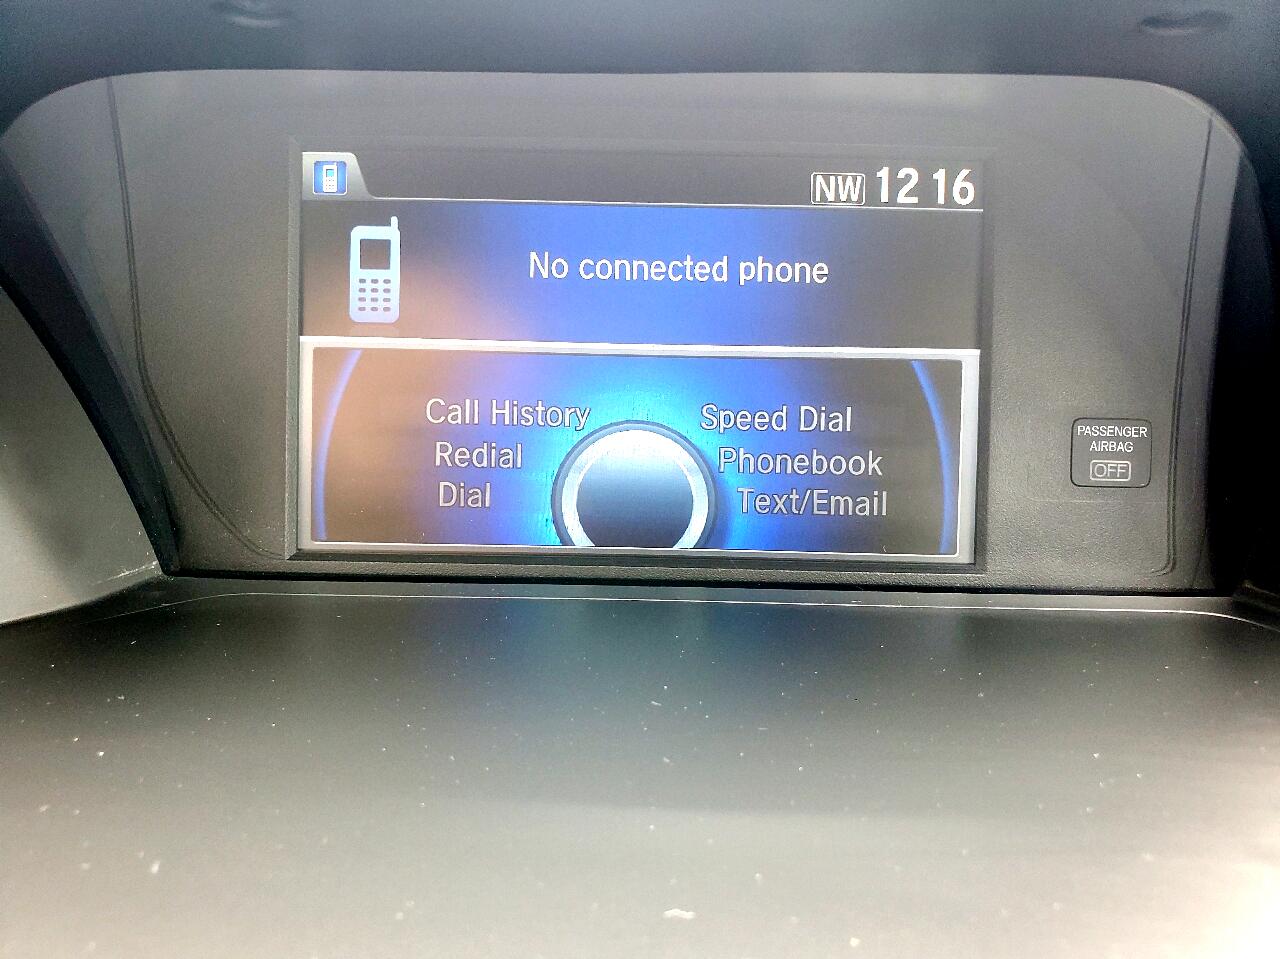 NW 12 16
No connected phone
Call History
Redial
Dial
Speed Dial
Phonebook
Text/Email
PASSENGER
AIRBAG
OFF